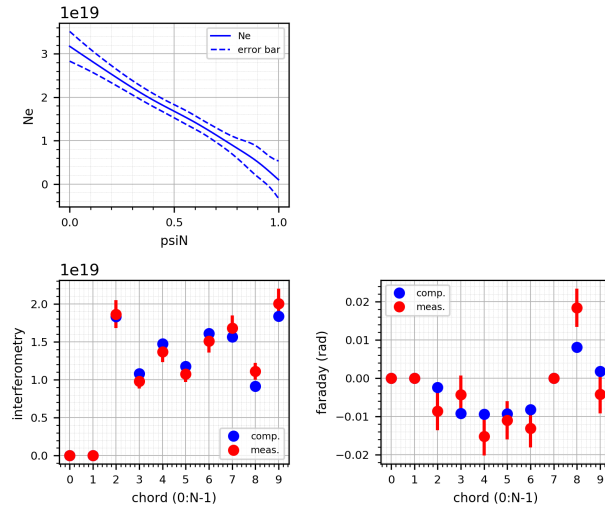 1e19
Ne
error bar
3
2
1
0
Ne
0.0
0.5
1.0
psiN
1e19
2.0
1.5
1.0
0.5
0.0
interferometry
comp.
meas.
0 1 2 3 4 5 6 7 8 9
chord (0:N-1)
comp.
meas.
0.02
0.01
0.00
−0.01
−0.02
faraday (rad)
0 1 2 3 4 5 6 7 8 9
chord (0:N-1)